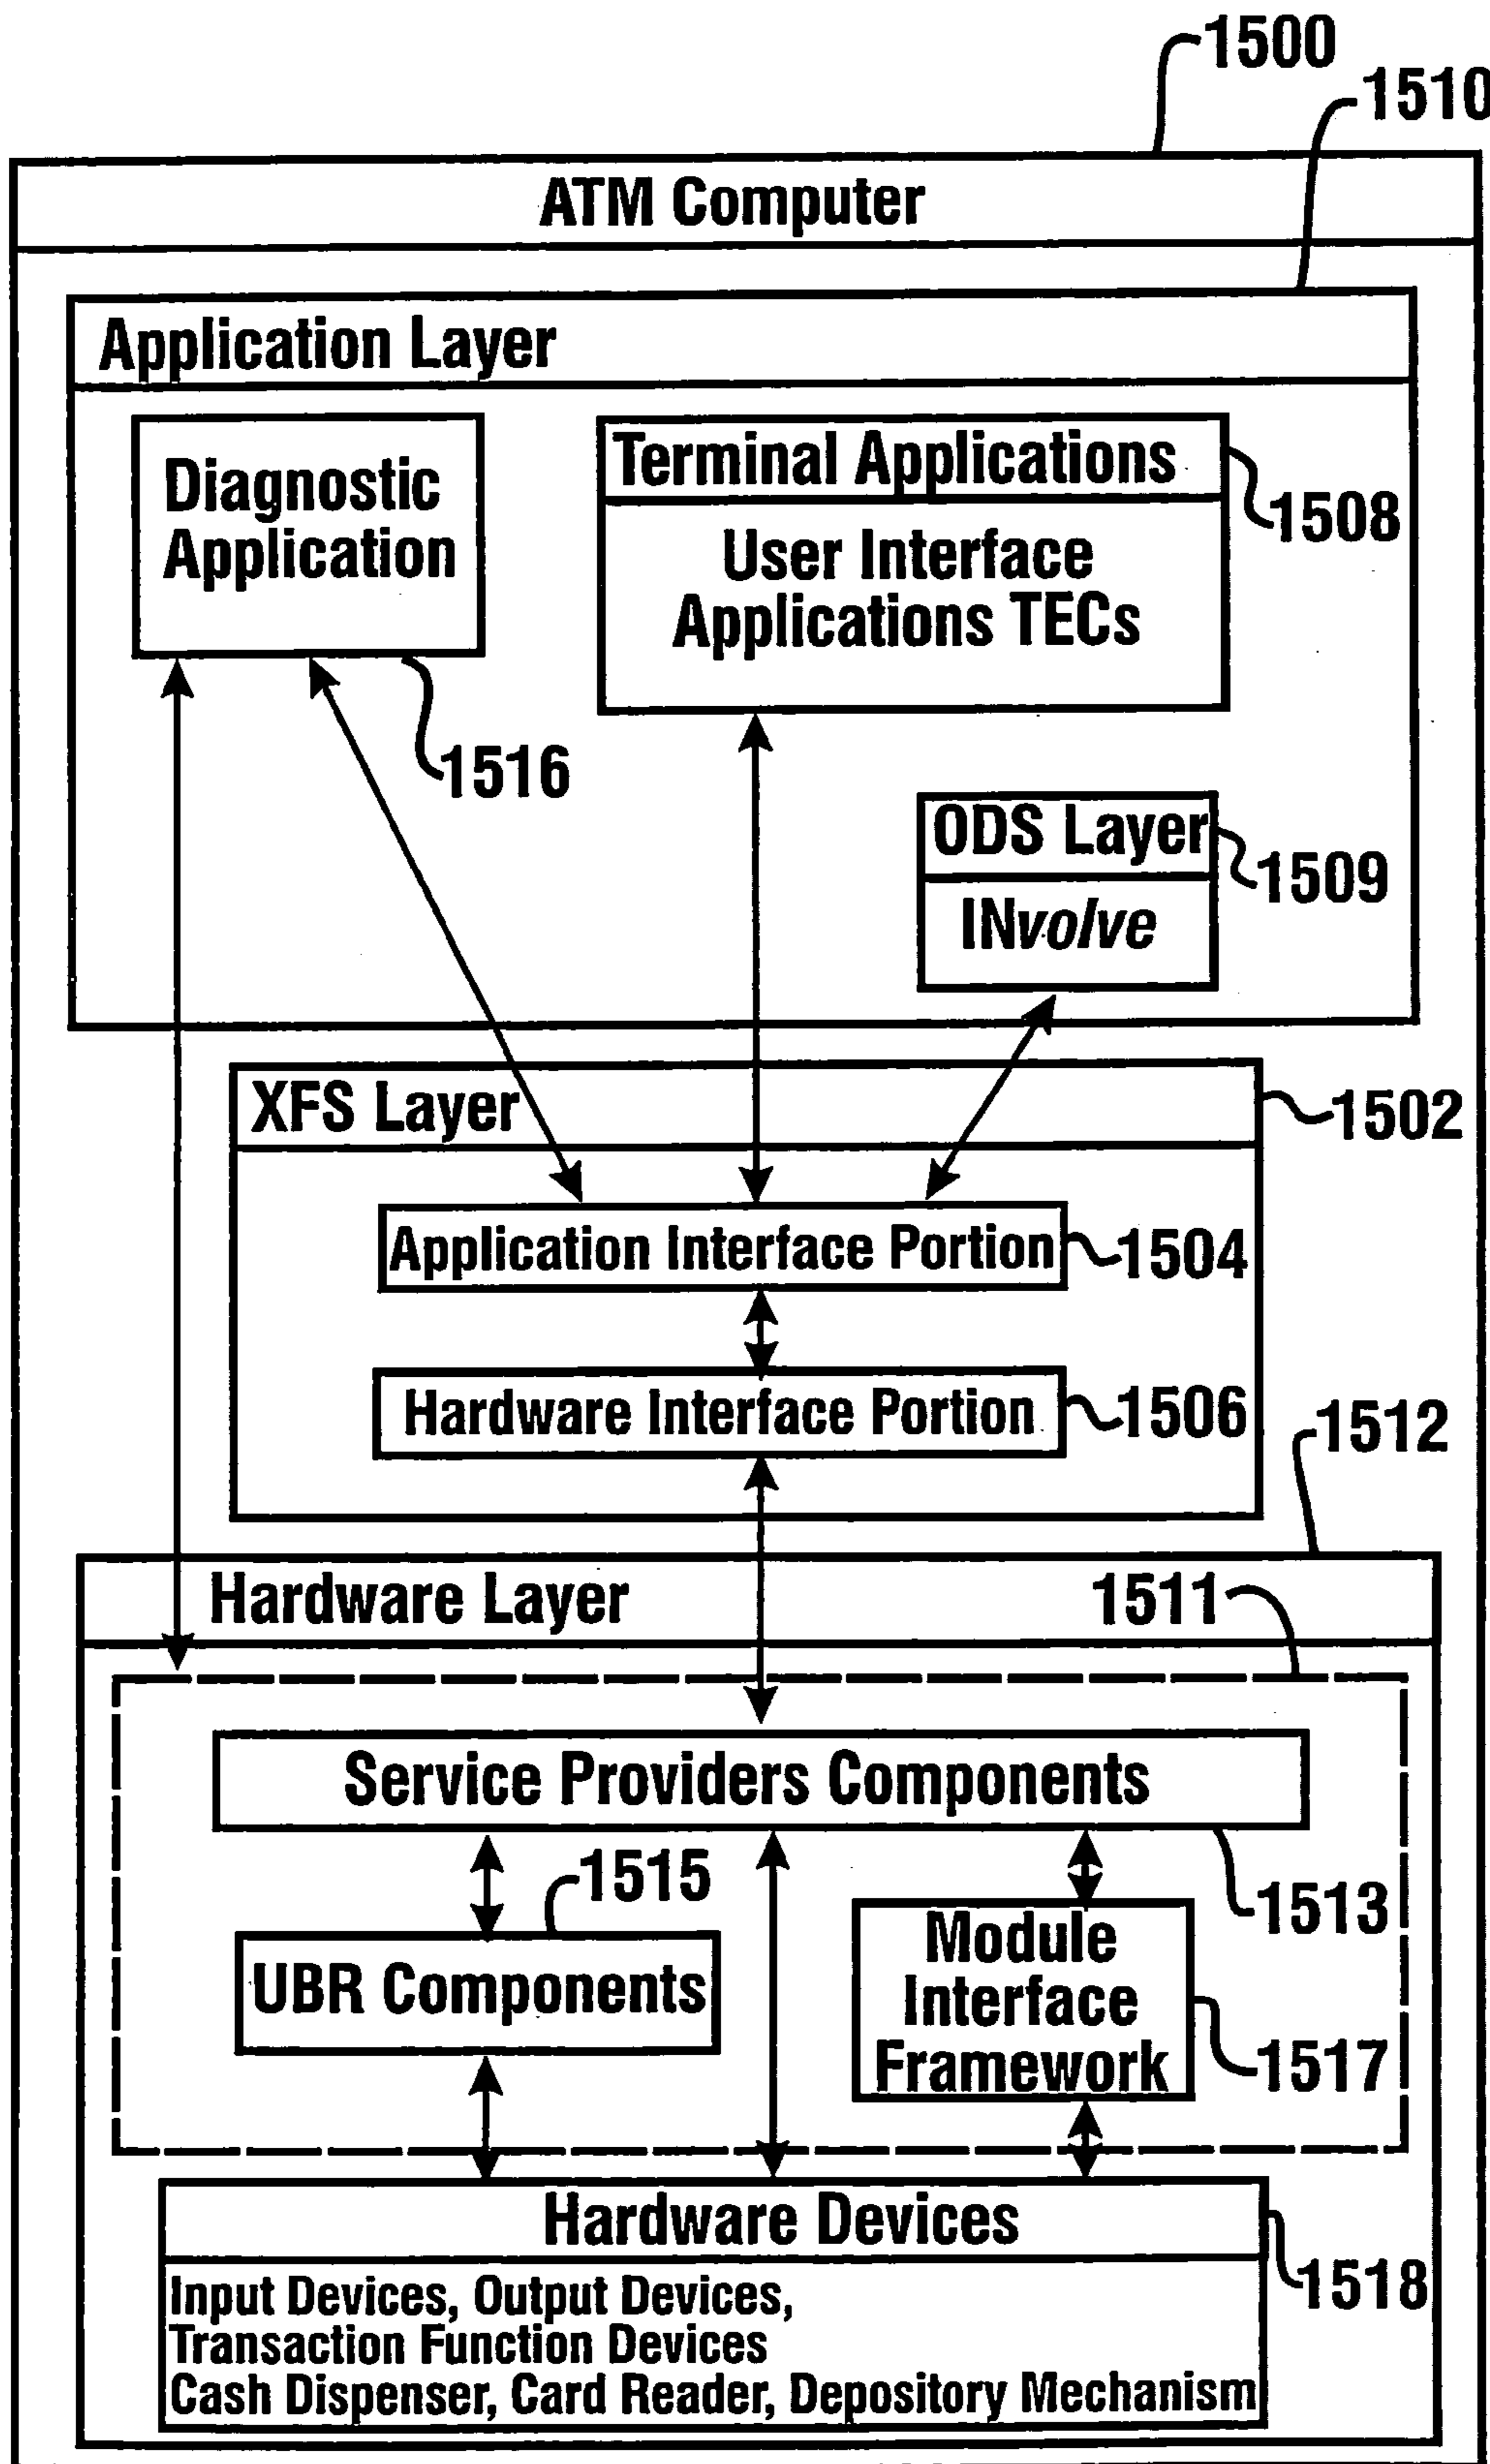 1500
1510
ATM Computer
Application Layer
Diagnostic
Application
Terminal Applications
1508
User Interface
Applications TECs
1516
ODS Layer
1509
INvolve
XFS Layer
1502
Application Interface Portion
1504
Hardware Interface Portion
1506
1512
Hardware Layer
1511
Service Providers Components
1515
1513
UBR Components
Module
Interface
Framework
1517
Hardware Devices
1518
Input Devices, Output Devices,
Transaction Function Devices
Cash Dispenser, Card Reader, Depository Mechanism